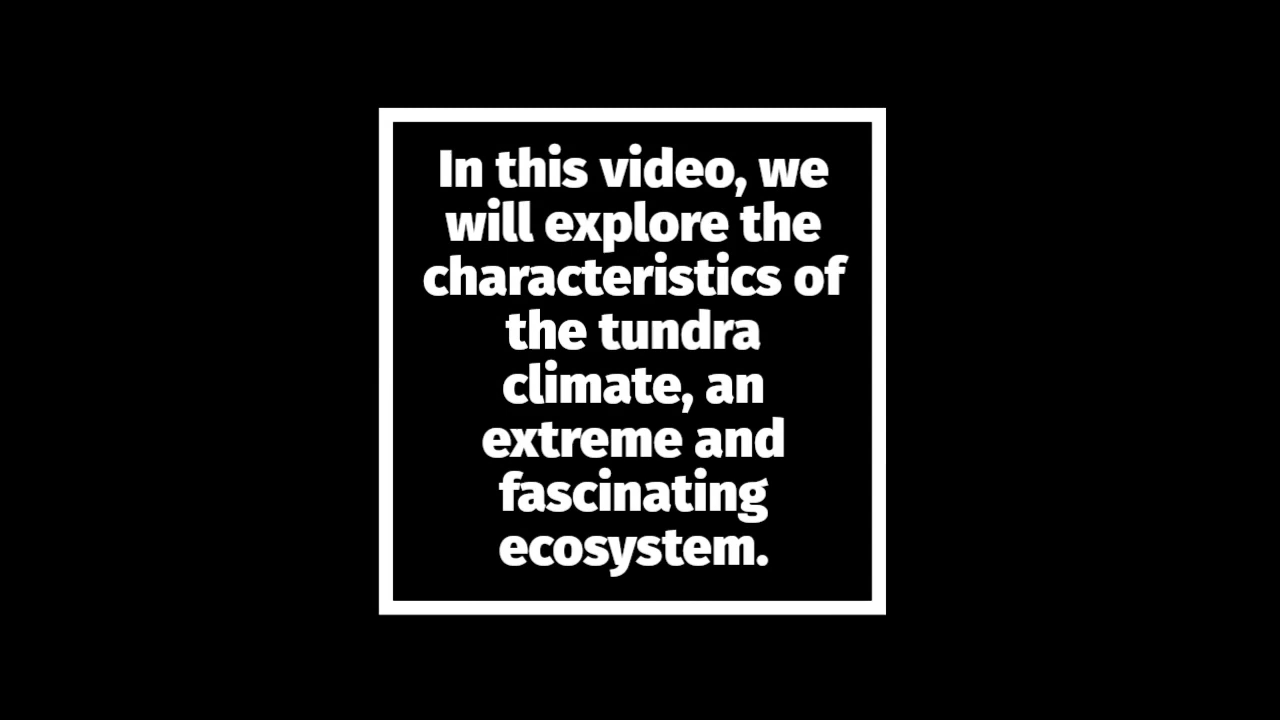 In this video, we
will explore the
characteristics of
the tundra
climate, an
extreme and
fascinating
ecosystem.